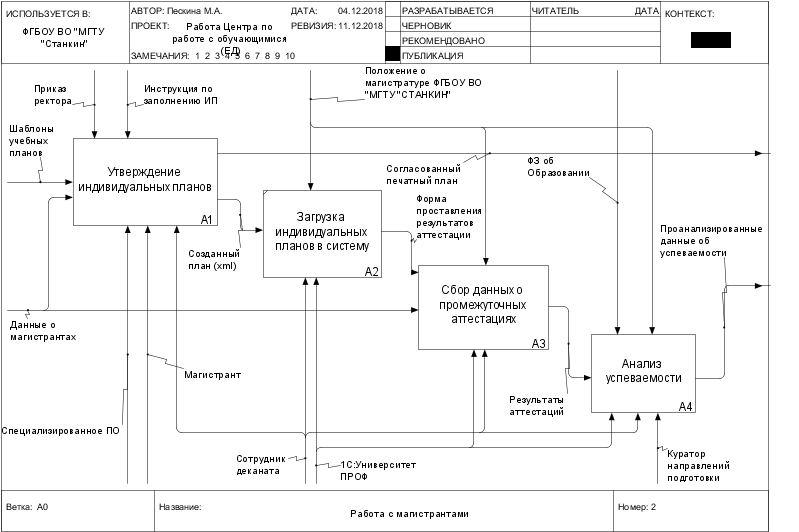 ИСПОЛЬЗУЕТСЯ В:
ФГБОУ ВО "МГТУ
"Станкин"
АВТОР: Пескина М.А.
ДАТА: 04.12.2018
ПРОЕКТ: Работа Центра по
работе с обучающимися
(ЕД)
РЕВИЗИЯ: 11.12.2018
ЗАМЕЧАНИЯ: 1 2 3 4 5 6 7 8 9 10
РАЗРАБАТЫВАЕТСЯ
ЧЕРНОВИК
РЕКОМЕНДОВАНО
ПУБЛИКАЦИЯ
ЧИТАТЕЛЬ ДАТА
КОНТЕКСТ:
Приказ
ректора
Инструкция по
заполнению ИП
Положение о
магистратуре ФГБОУ ВО
"МГТУ "СТАНКИН"
Шаблоны
учебных
планов
Утверждение
индивидуальных планов
А1
Согласованный
печатный план
ФЗ об
Образовании
Загрузка
индивидуальных
планов в систему
А2
Форма
проставления
результатов
аттестации
Созданный
план (xml)
Проанализированные
данные об
успеваемости
Сбор данных о
промежуточных
аттестациях
А3
Данные о
магистрантах
Анализ
успеваемости
А4
Магистрант
Результаты
аттестаций
Специализированное ПО
Сотрудник
деканата
1С:Университет
ПРОФ
Куратор
направлений
подготовки
Ветка: А0
Название:
Работа с магистрантами
Номер: 2